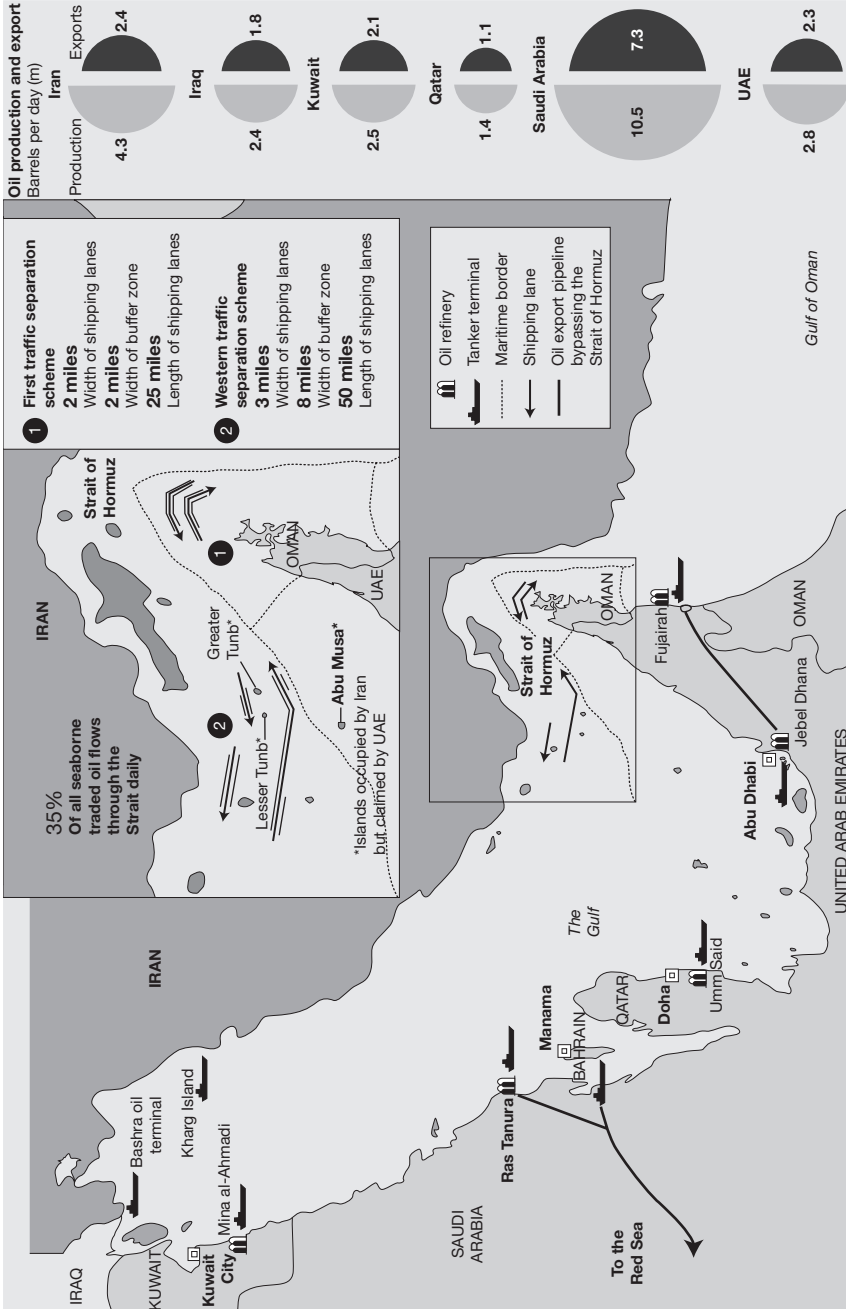 Oil production and export
Barrels per day (m)
Production
Exports
Iran
4.3
2.4
Iraq
2.4
1.8
Kuwait
2.5
2.1
Qatar
1.4
1.1
Saudi Arabia
10.5
7.3
UAE
2.8
2.3
35%
Of all seaborne
traded oil flows
through the
Strait daily
IRAN
Strait of
Hormuz
1
2
Greater
Tunb*
Lesser Tunb*
Abu Musa*
OMAN
UAE
*Islands occupied by Iran
but claimed by UAE
1
First traffic separation
scheme
2 miles
Width of shipping lanes
2 miles
Width of buffer zone
25 miles
Length of shipping lanes
2
Western traffic
separation scheme
3 miles
Width of shipping lanes
8 miles
Width of buffer zone
50 miles
Length of shipping lanes
Oil refinery
Tanker terminal
Maritime border
Shipping lane
Oil export pipeline
bypassing the
Strait of Hormuz
IRAQ
KUWAIT
Kuwait
City
Bashra oil
terminal
Kharg Island
Mina al-Ahmadi
IRAN
SAUDI
ARABIA
Ras Tanura
To the
Red Sea
Manama
BAHRAIN
The
Gulf
QATAR
Doha
Umm Said
Strait of
Hormuz
OMAN
Fujairah
Abu Dhabi
Jebel Dhana
OMAN
UNITED ARAB EMIRATES
Gulf of Oman